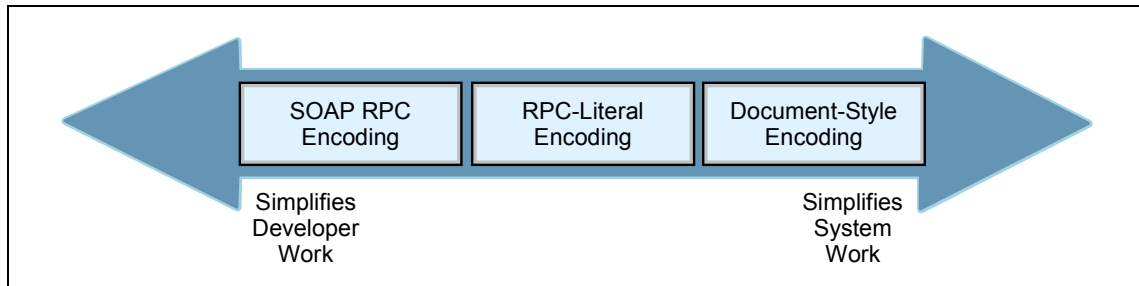 SOAP RPC
Encoding
RPC-Literal
Encoding
Document-Style
Encoding
Simplifies
Developer
Work
Simplifies
System
Work